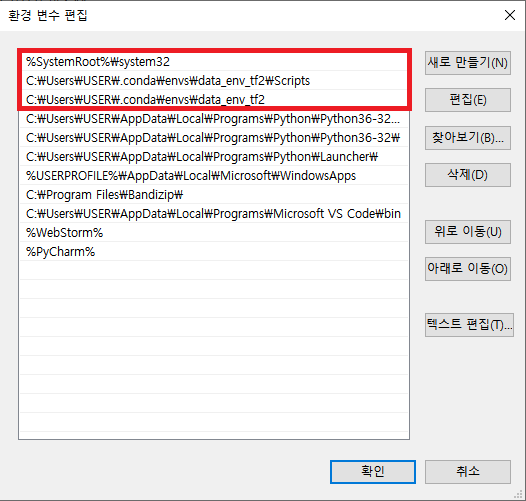 환경 변수 편집
%SystemRoot%₩system32
C:₩Users₩USER₩.conda₩envs₩data_env_tf2₩Scripts
C:₩Users₩USER₩.conda₩envs₩data_env_tf2
C:₩Users₩USER₩AppData₩Local₩Programs₩Python₩Python36-32...
C:₩Users₩USER₩AppData₩Local₩Programs₩Python₩Python36-32₩
C:₩Users₩USER₩AppData₩Local₩Programs₩Python₩Launcher₩
%USERPROFILE%₩AppData₩Local₩Microsoft₩WindowsApps
C:₩Program Files₩Bandizip₩
C:₩Users₩USER₩AppData₩Local₩Programs₩Microsoft VS Code₩bin
%WebStorm%
%PyCharm%
새로 만들기(N)
편집(E)
찾아보기(B)...
삭제(D)
위로 이동(U)
아래로 이동(O)
텍스트 편집(T)...
확인
취소